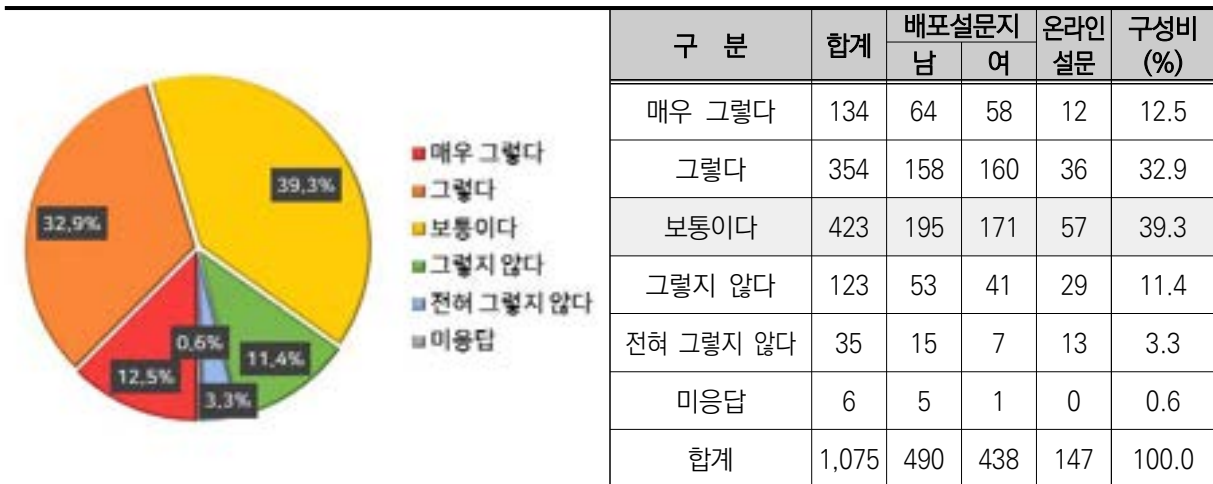 39,3%
32,9%
0,6%
11,4%
12,5%
3,3%
■매우 그렇다
■그렇다
■보통이다
■그렇지 않다
■전혀 그렇지 않다
■미응답
구 분 합계 배포설문지 온라인 설문 구성비 (%)
남 여
매우 그렇다 134 64 58 12 12.5
그렇다 354 158 160 36 32.9
보통이다 423 195 171 57 39.3
그렇지 않다 123 53 41 29 11.4
전혀 그렇지 않다 35 15 7 13 3.3
미응답 6 5 1 0 0.6
합계 1,075 490 438 147 100.0